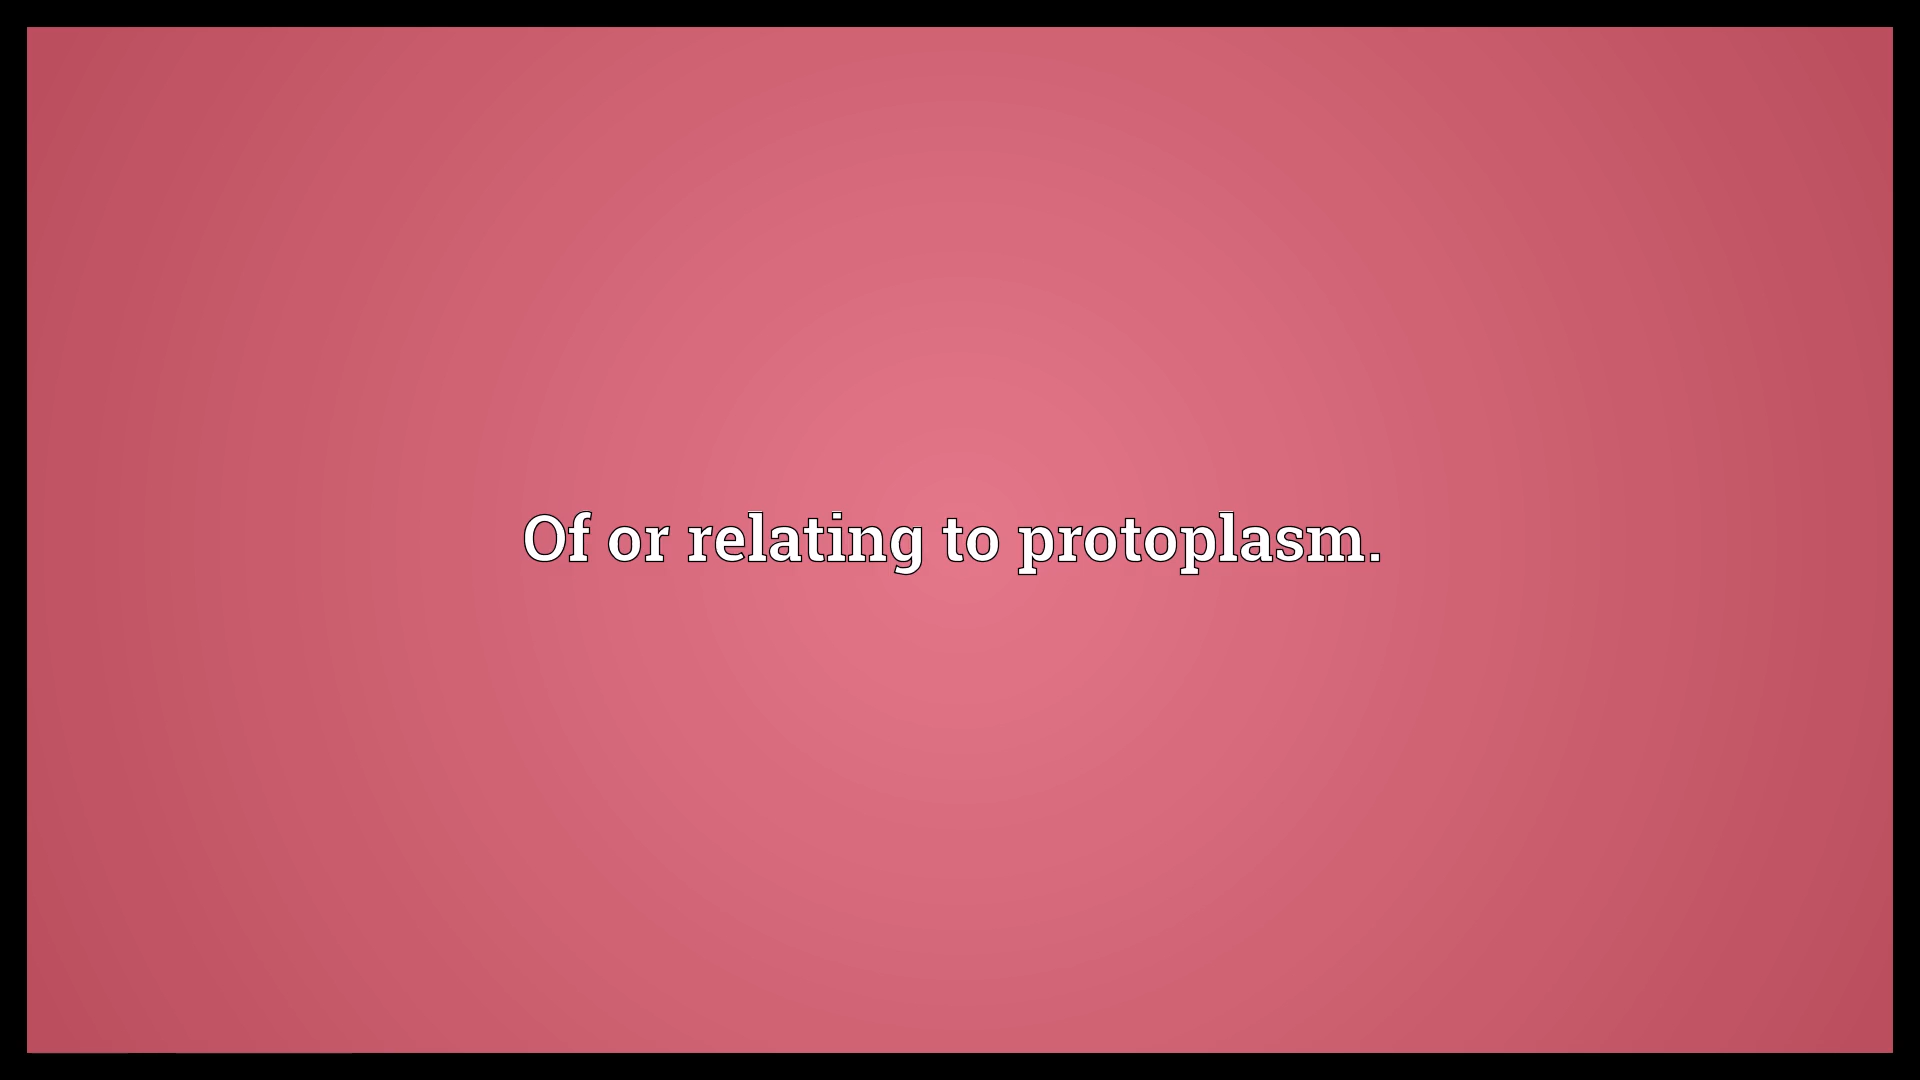 Of or relating to protoplasm.